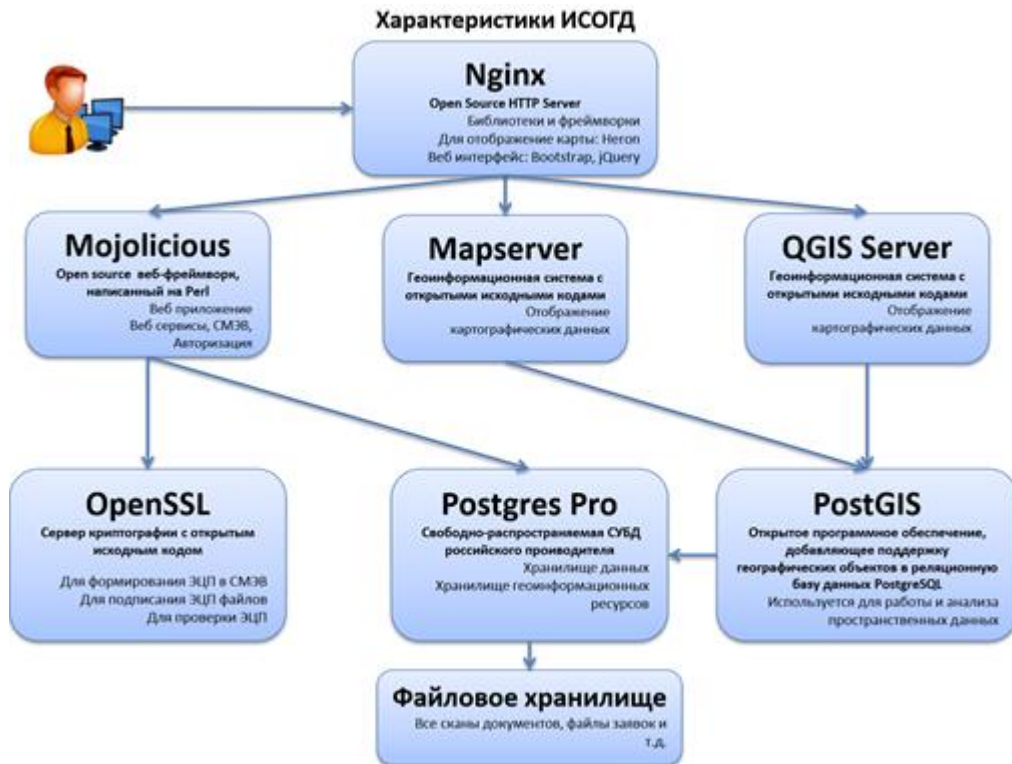 Характеристики ИСОГД
Nginx
Open Source HTTP Server
Библиотеки и фреймворки
Для отображение карты: Heron
Веб интерфейс: Bootstrap, jQuery
Mojolicious
Open source веб-фреймворк,
написанный на Perl
Веб приложение
Веб сервисы, СМЭВ,
Авторизация
Mapserver
Геоинформационная система с
открытыми исходными кодами
Отображение
картографических данных
QGIS Server
Геоинформационная система с
открытыми исходными кодами
Отображение
картографических данных
OpenSSL
Сервер криптографии с открытым
исходным кодом
Для формирования ЭЦП в СМЭВ
Для подписания ЭЦП файлов
Для проверки ЭЦП
Postgres Pro
Свободно-распространяемая СУБД
российского проиводителя
Хранилище данных
Хранилище геоинформационных
ресурсов
PostGIS
Открытое программное обеспечение,
добавляющее поддержку
географических объектов в реляционную
базу данных PostgreSQL
Используется для работы и анализа
пространственных данных
Файловое хранилище
Все сканы документов, файлы заявок и
т.д.